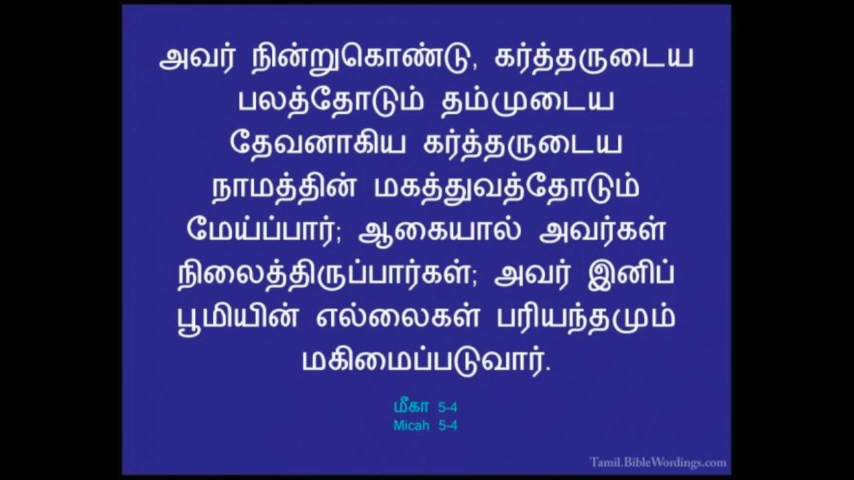 அவர் நின்றுகொண்டு, கர்த்தருடைய
பலத்தோடும் தம்முடைய
தேவனாகிய கர்த்தருடைய
நாமத்தின் மகத்துவத்தோடும்
மேய்ப்பார்; ஆகையால் அவர்கள்
நிலைத்திருப்பார்கள்; அவர் இனிப்
பூமியின் எல்லைகள் பரியந்தமும்
மகிமைப்படுவார்.
மீகா 5-4
Micah 5-4
Tamil.BibleWordings.com